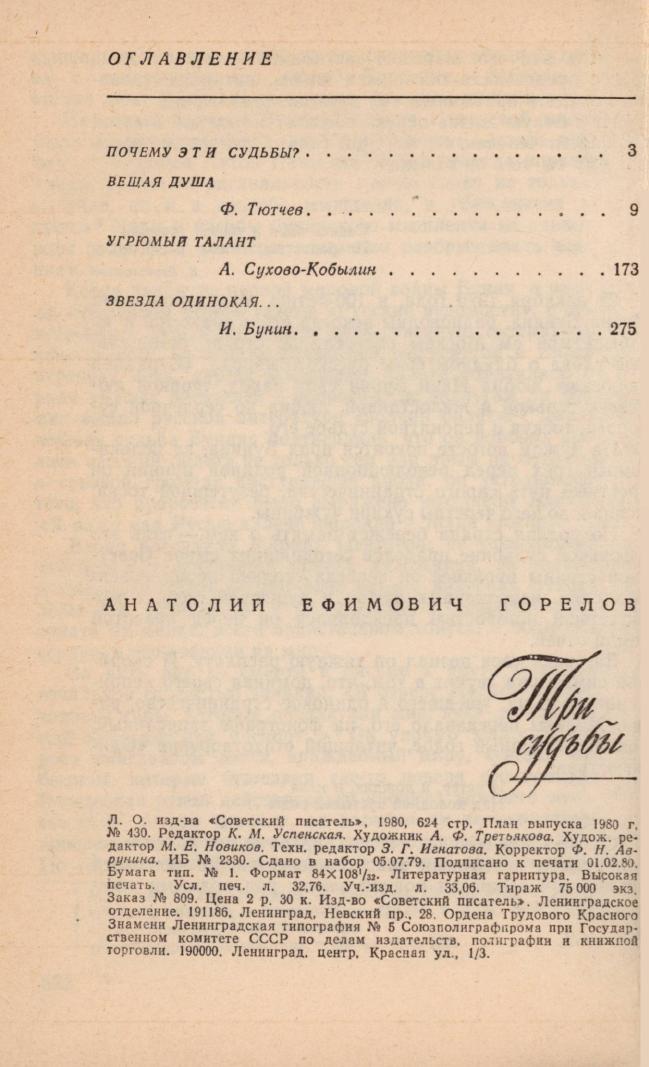 ОГЛАВЛЕНИЕ
ПОЧЕМУ ЭТИ СУДЬБЫ? . . . . . . . . . . . . . . . . 3
ВЕЩАЯ ДУША
Ф. Тютчев. . . . . . . . . . . . . . . . 9
УГРЮМЫЙ ТАЛАНТ
А. Сухово-Кобылин . . . . . . . . . . . 173
ЗВЕЗДА ОДИНОКАЯ...
И. Бунин. . . . . . . . . . . . . . . . 275
АНАТОЛИЙ ЕФИМОВИЧ ГОРЕЛОВ
Три
судьбы
Л. О. изд-ва «Советский писатель», 1980, 624 стр. План выпуска 1980 г.
№ 430. Редактор К. М. Успенская. Художник А. Ф. Третьякова. Худож. ре-
дактор М. Е. Новиков. Техн. редактор З. Г. Игнатова. Корректор Ф. Н. Ав-
рунина. ИБ № 2330. Сдано в набор 05.07.79. Подписано к печати 01.02.80.
Бумага тип. № 1. Формат 84×108¹/₃₂. Литературная гарнитура. Высокая
печать. Усл. печ. л. 32,76. Уч.-изд. л. 33,06. Тираж 75 000 экз.
Заказ № 809. Цена 2 р. 30 к. Изд-во «Советский писатель». Ленинградское
отделение. 191186, Ленинград, Невский пр., 28. Ордена Трудового Красного
Знамени Ленинградская типография № 5 Союзполиграфпрома при Государ-
ственном комитете СССР по делам издательств, полиграфии и книжной
торговли. 190000, Ленинград, центр, Красная ул., 1/3.